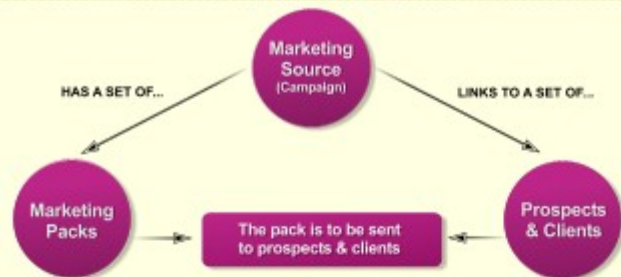 Marketing
Source
(Campaign)
HAS A SET OF...
LINKS TO A SET OF...
Marketing
Packs
The pack is to be sent
to prospects & clients
Prospects
& Clients